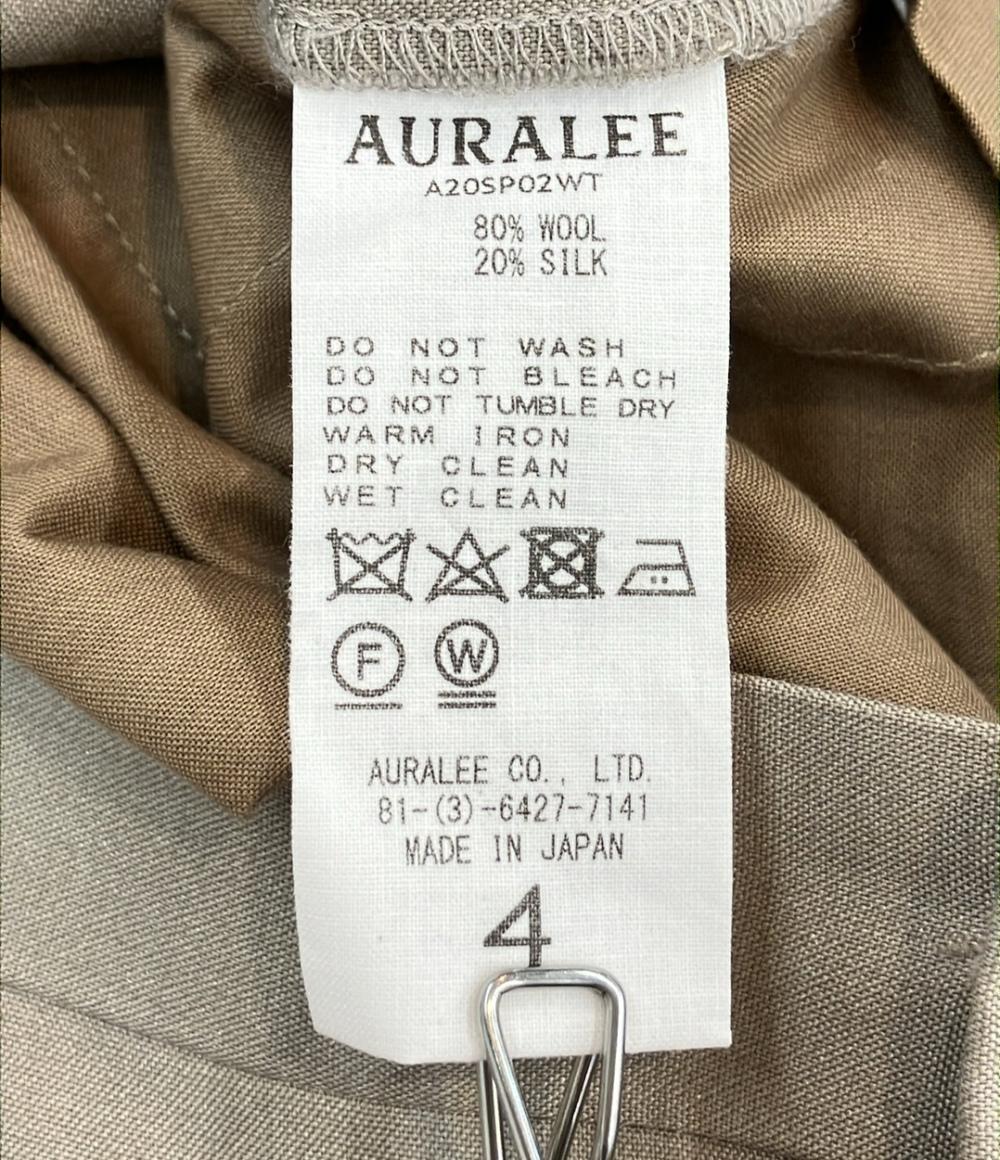 AURALEE
A20SP02WT
80% WOOL
20% SILK
DO NOT WASH
DO NOT BLEACH
DO NOT TUMBLE DRY
WARM IRON
DRY CLEAN
WET CLEAN
F W
AURALEE CO., LTD.
81-(3)-6427-7141
MADE IN JAPAN
4